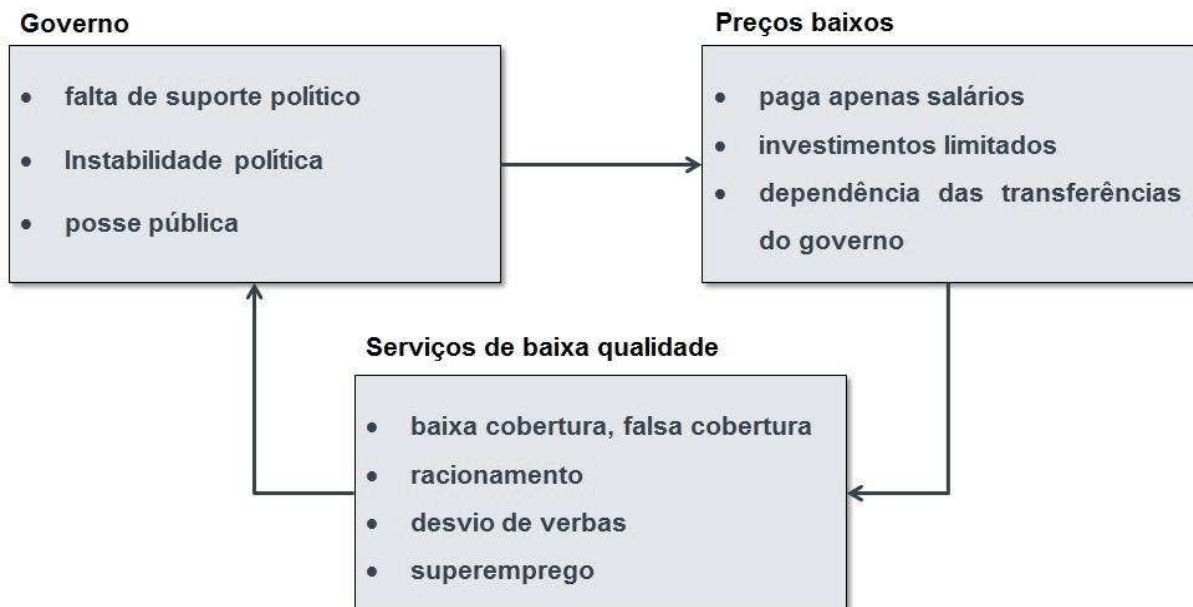 Governo
• falta de suporte político
• Instabilidade política
• posse pública
Preços baixos
• paga apenas salários
• investimentos limitados
• dependência das transferências
do governo
Serviços de baixa qualidade
• baixa cobertura, falsa cobertura
• racionamento
• desvio de verbas
• superemprego